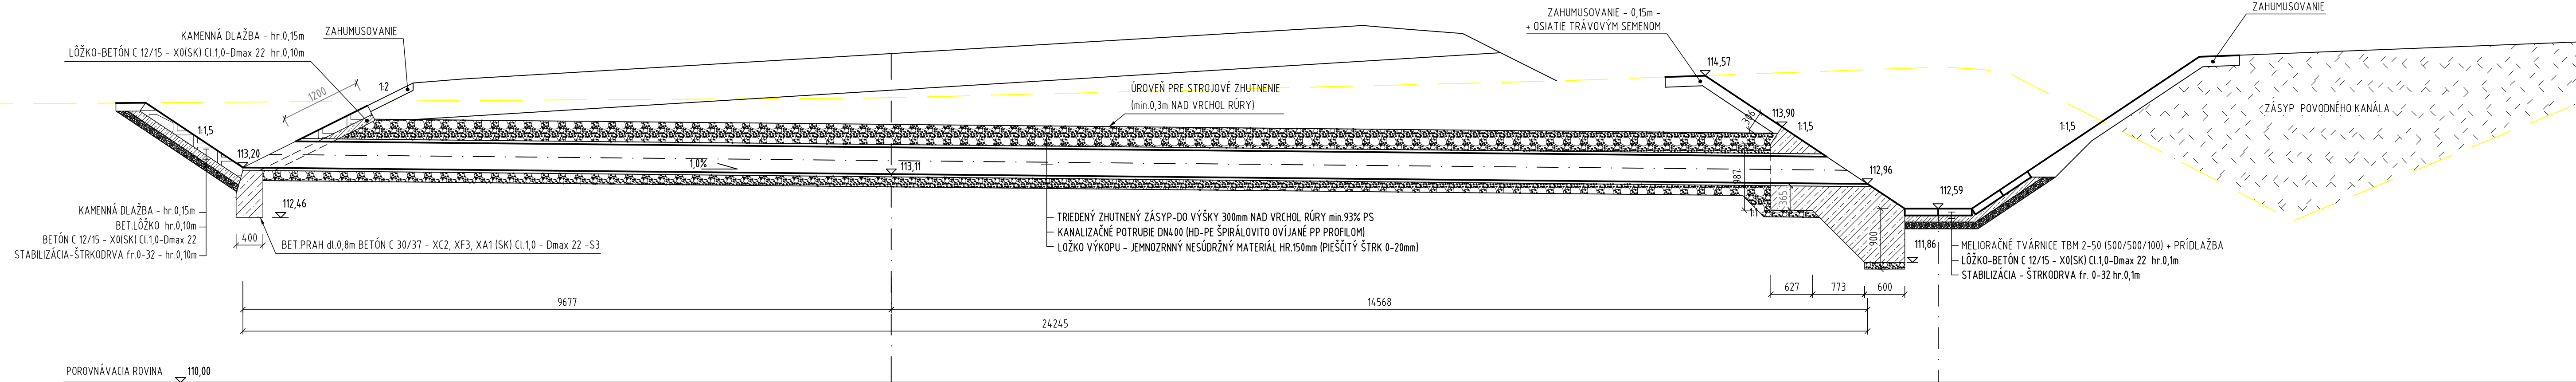 ZAHUMUSOVANIE
ZAHUMUSOVANIE - 0,15m -
+ OSIATIE TRÁVOVÝM SEMENOM
KAMENNÁ DLAŽBA - hr.0,15m
LÔŽKO-BETÓN C 12/15 - X0(SK) Cl.1,0-Dmax 22 hr.0,10m
ZAHUMUSOVANIE
1200
1:2
114,57
ÚROVEŇ PRE STROJOVÉ ZHUTNENIE
(min.0,3m NAD VRCHOL RÚRY)
ZÁSYP POVODNÉHO KANÁLA
113,90
308
1:1,5
1:1,5
1:1,5
113,20
1,0%
113,11
112,96
112,59
112,46
365
1:1
KAMENNÁ DLAŽBA - hr.0,15m
BET.LÔŽKO hr.0,10m
BETÓN C 12/15 - X0(SK) Cl.1,0-Dmax 22
STABILIZÁCIA-ŠTRKODRVA fr.0-32 - hr.0,10m
400
BET.PRAH dl.0,8m BETÓN C 30/37 - XC2, XF3, XA1 (SK) Cl.1,0 - Dmax 22 -S3
TRIEDENÝ ZHUTNENÝ ZÁSYP-DO VÝŠKY 300mm NAD VRCHOL RÚRY min.93% PS
KANALIZAČNÉ POTRUBIE DN400 (HD-PE ŠPIRÁLOVITO OVÍJANÉ PP PROFILOM)
LOŽKO VÝKOPU - JEMNOZRNNÝ NESÚDRŽNÝ MATERIÁL HR.150mm (PIEŠČITÝ ŠTRK 0-20mm)
900
111,86
MELIORAČNÉ TVÁRNICE TBM 2-50 (500/500/100) + PRÍDLAŽBA
LÔŽKO-BETÓN C 12/15 - X0(SK) Cl.1,0-Dmax 22 hr.0,1m
STABILIZÁCIA - ŠTRKODRVA fr. 0-32 hr.0,1m
627
773
600
9677
14568
24245
POROVNÁVACIA ROVINA
110,00